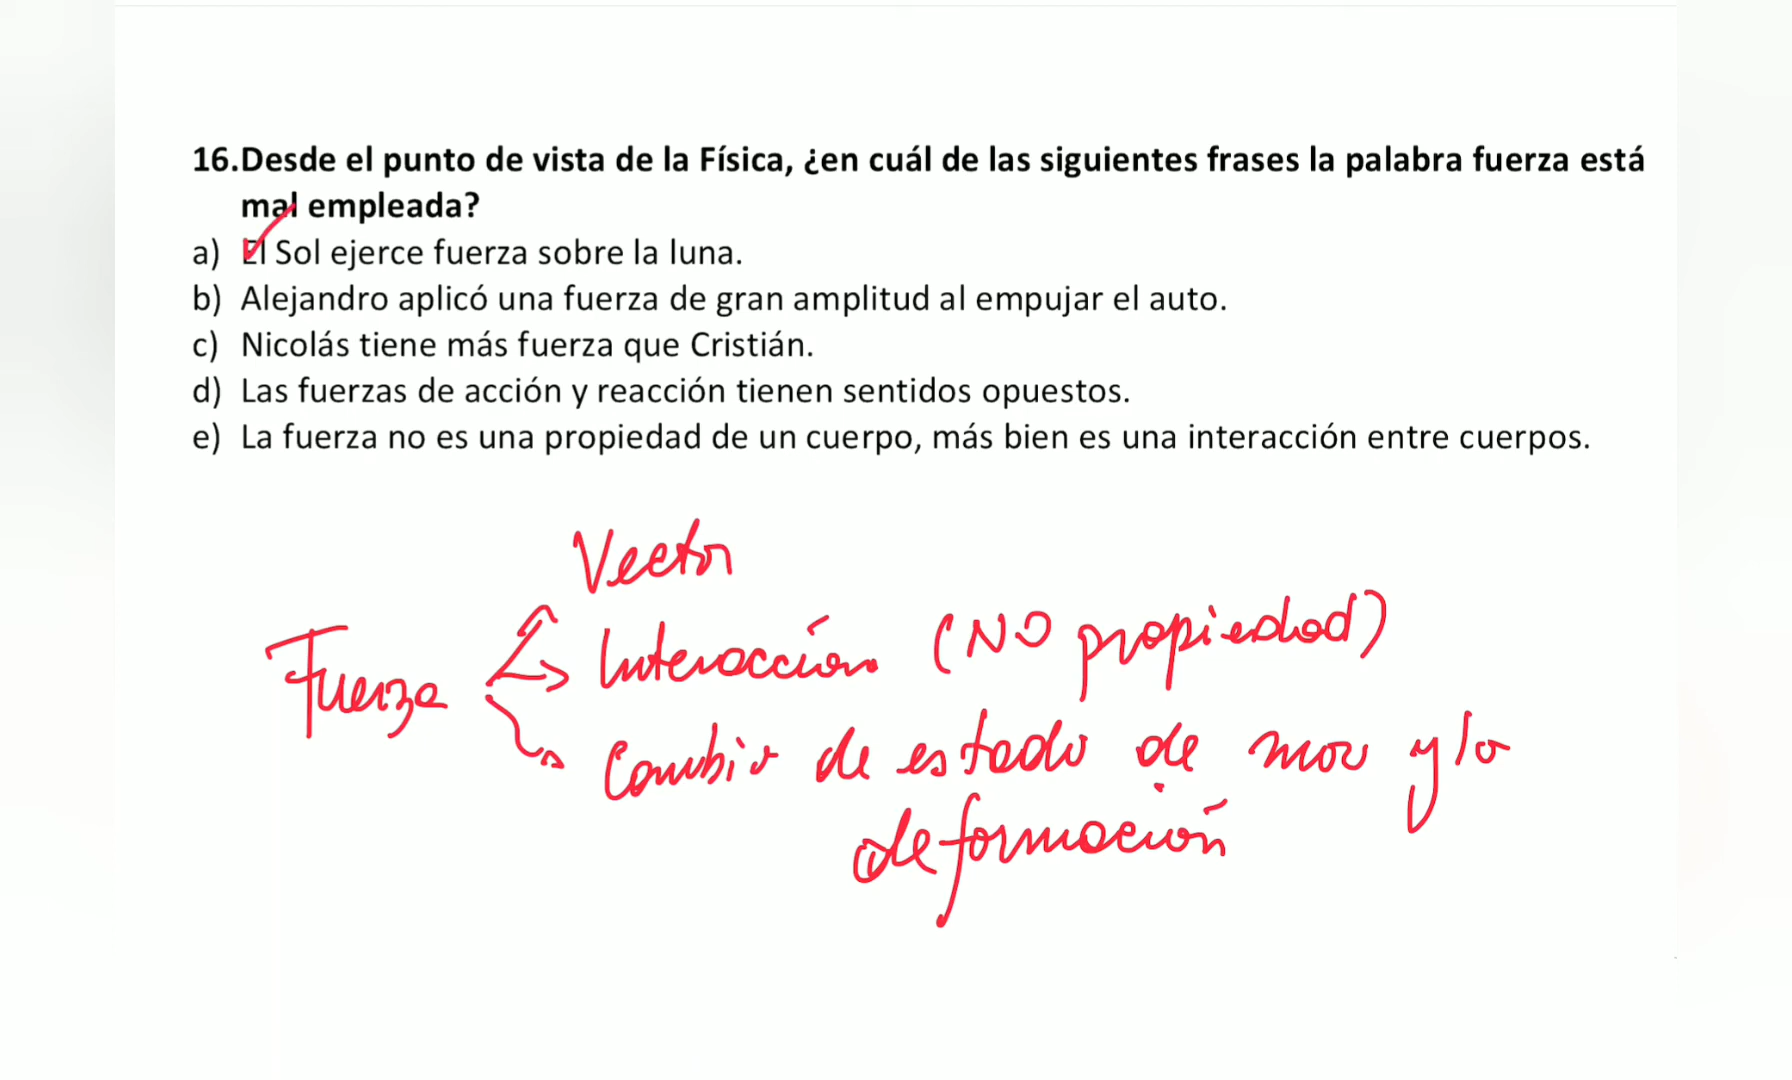 16.Desde el punto de vista de la Física, ¿en cuál de las siguientes frases la palabra fuerza está
mal empleada?
a) El Sol ejerce fuerza sobre la luna.
b) Alejandro aplicó una fuerza de gran amplitud al empujar el auto.
c) Nicolás tiene más fuerza que Cristián.
d) Las fuerzas de acción y reacción tienen sentidos opuestos.
e) La fuerza no es una propiedad de un cuerpo, más bien es una interacción entre cuerpos.
Vector
Fuerza
Interacción (NO propiedad)
Cambio de estado de mov y/o
deformación